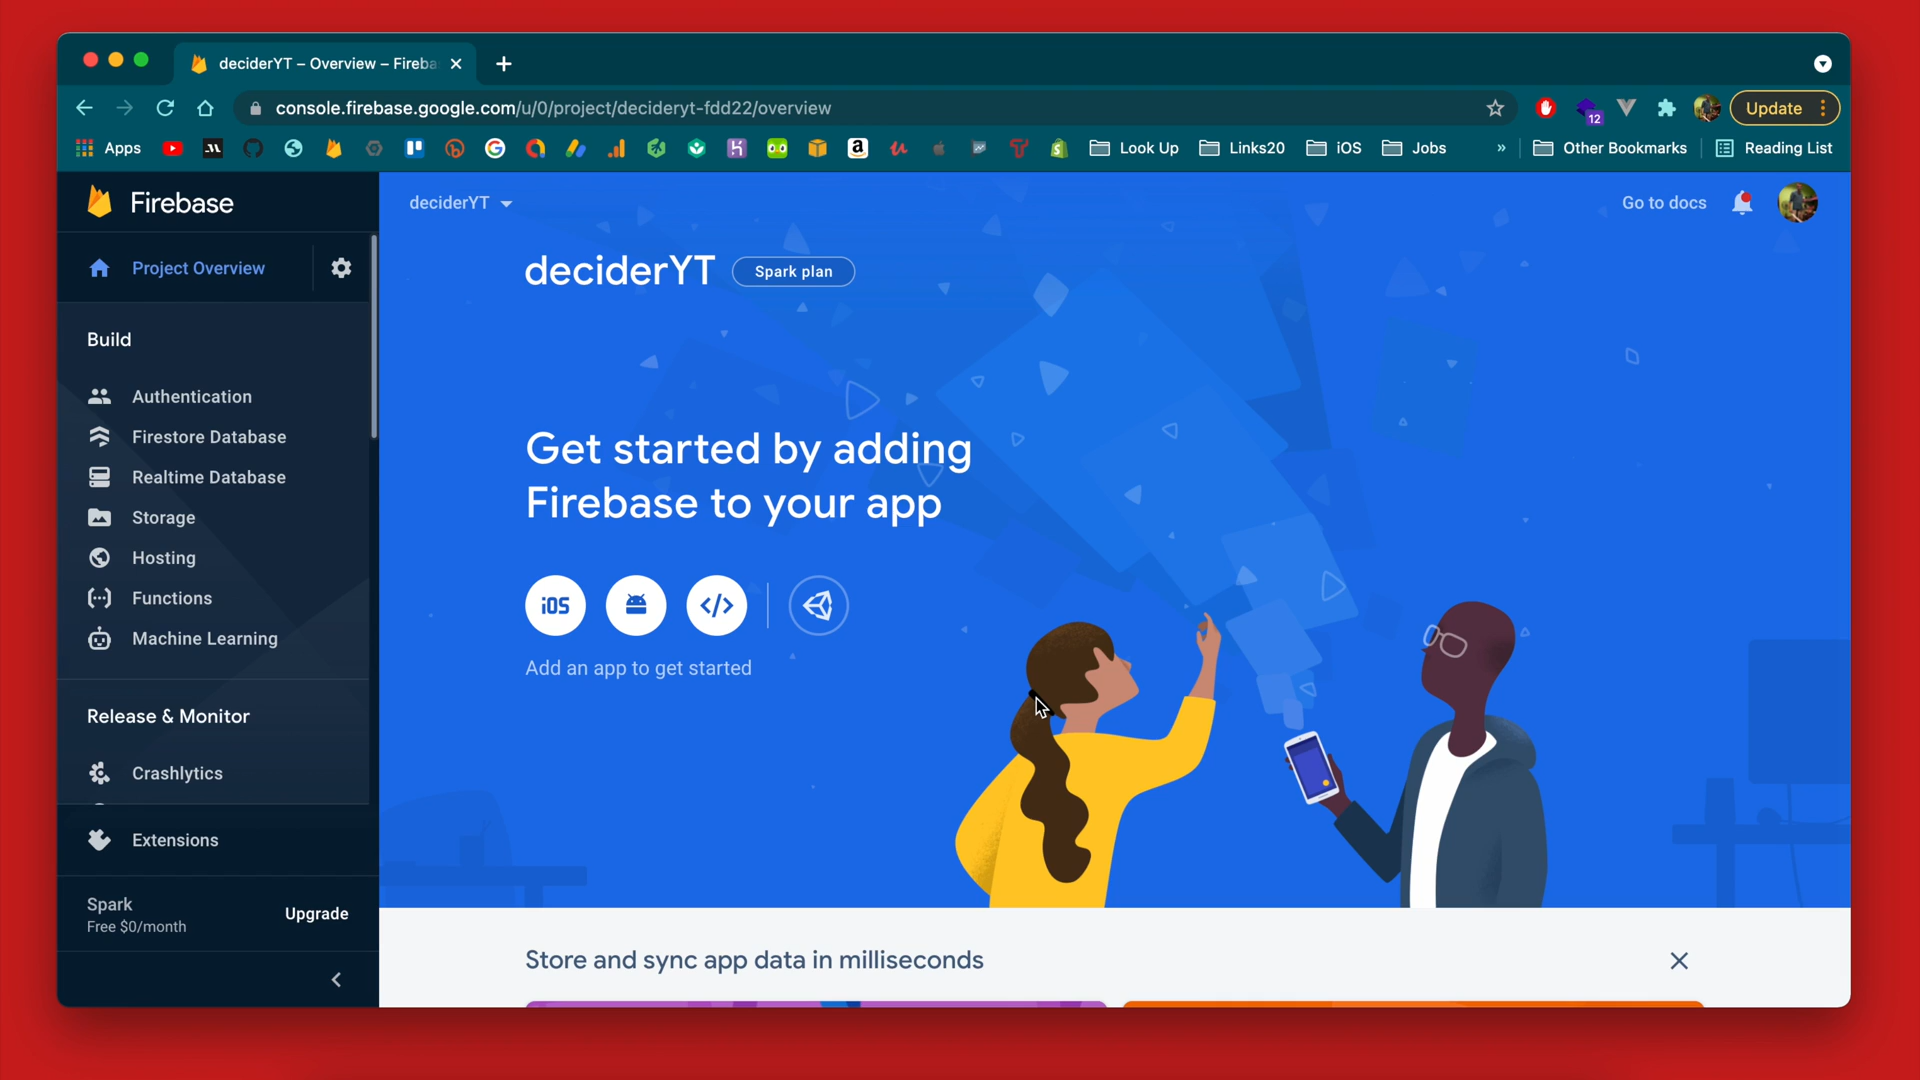 deciderYT – Overview – Fireba
console.firebase.google.com/u/0/project/decideryt-fdd22/overview
12
Update
Apps
Look Up
Links20
iOS
Jobs
»
Other Bookmarks
Reading List
Firebase
deciderYT
Go to docs
Project Overview
deciderYT
Spark plan
Build
Authentication
Firestore Database
Realtime Database
Storage
Hosting
Functions
Machine Learning
Get started by adding
Firebase to your app
iOS
Add an app to get started
Release & Monitor
Crashlytics
Extensions
Spark
Free $0/month
Upgrade
Store and sync app data in milliseconds